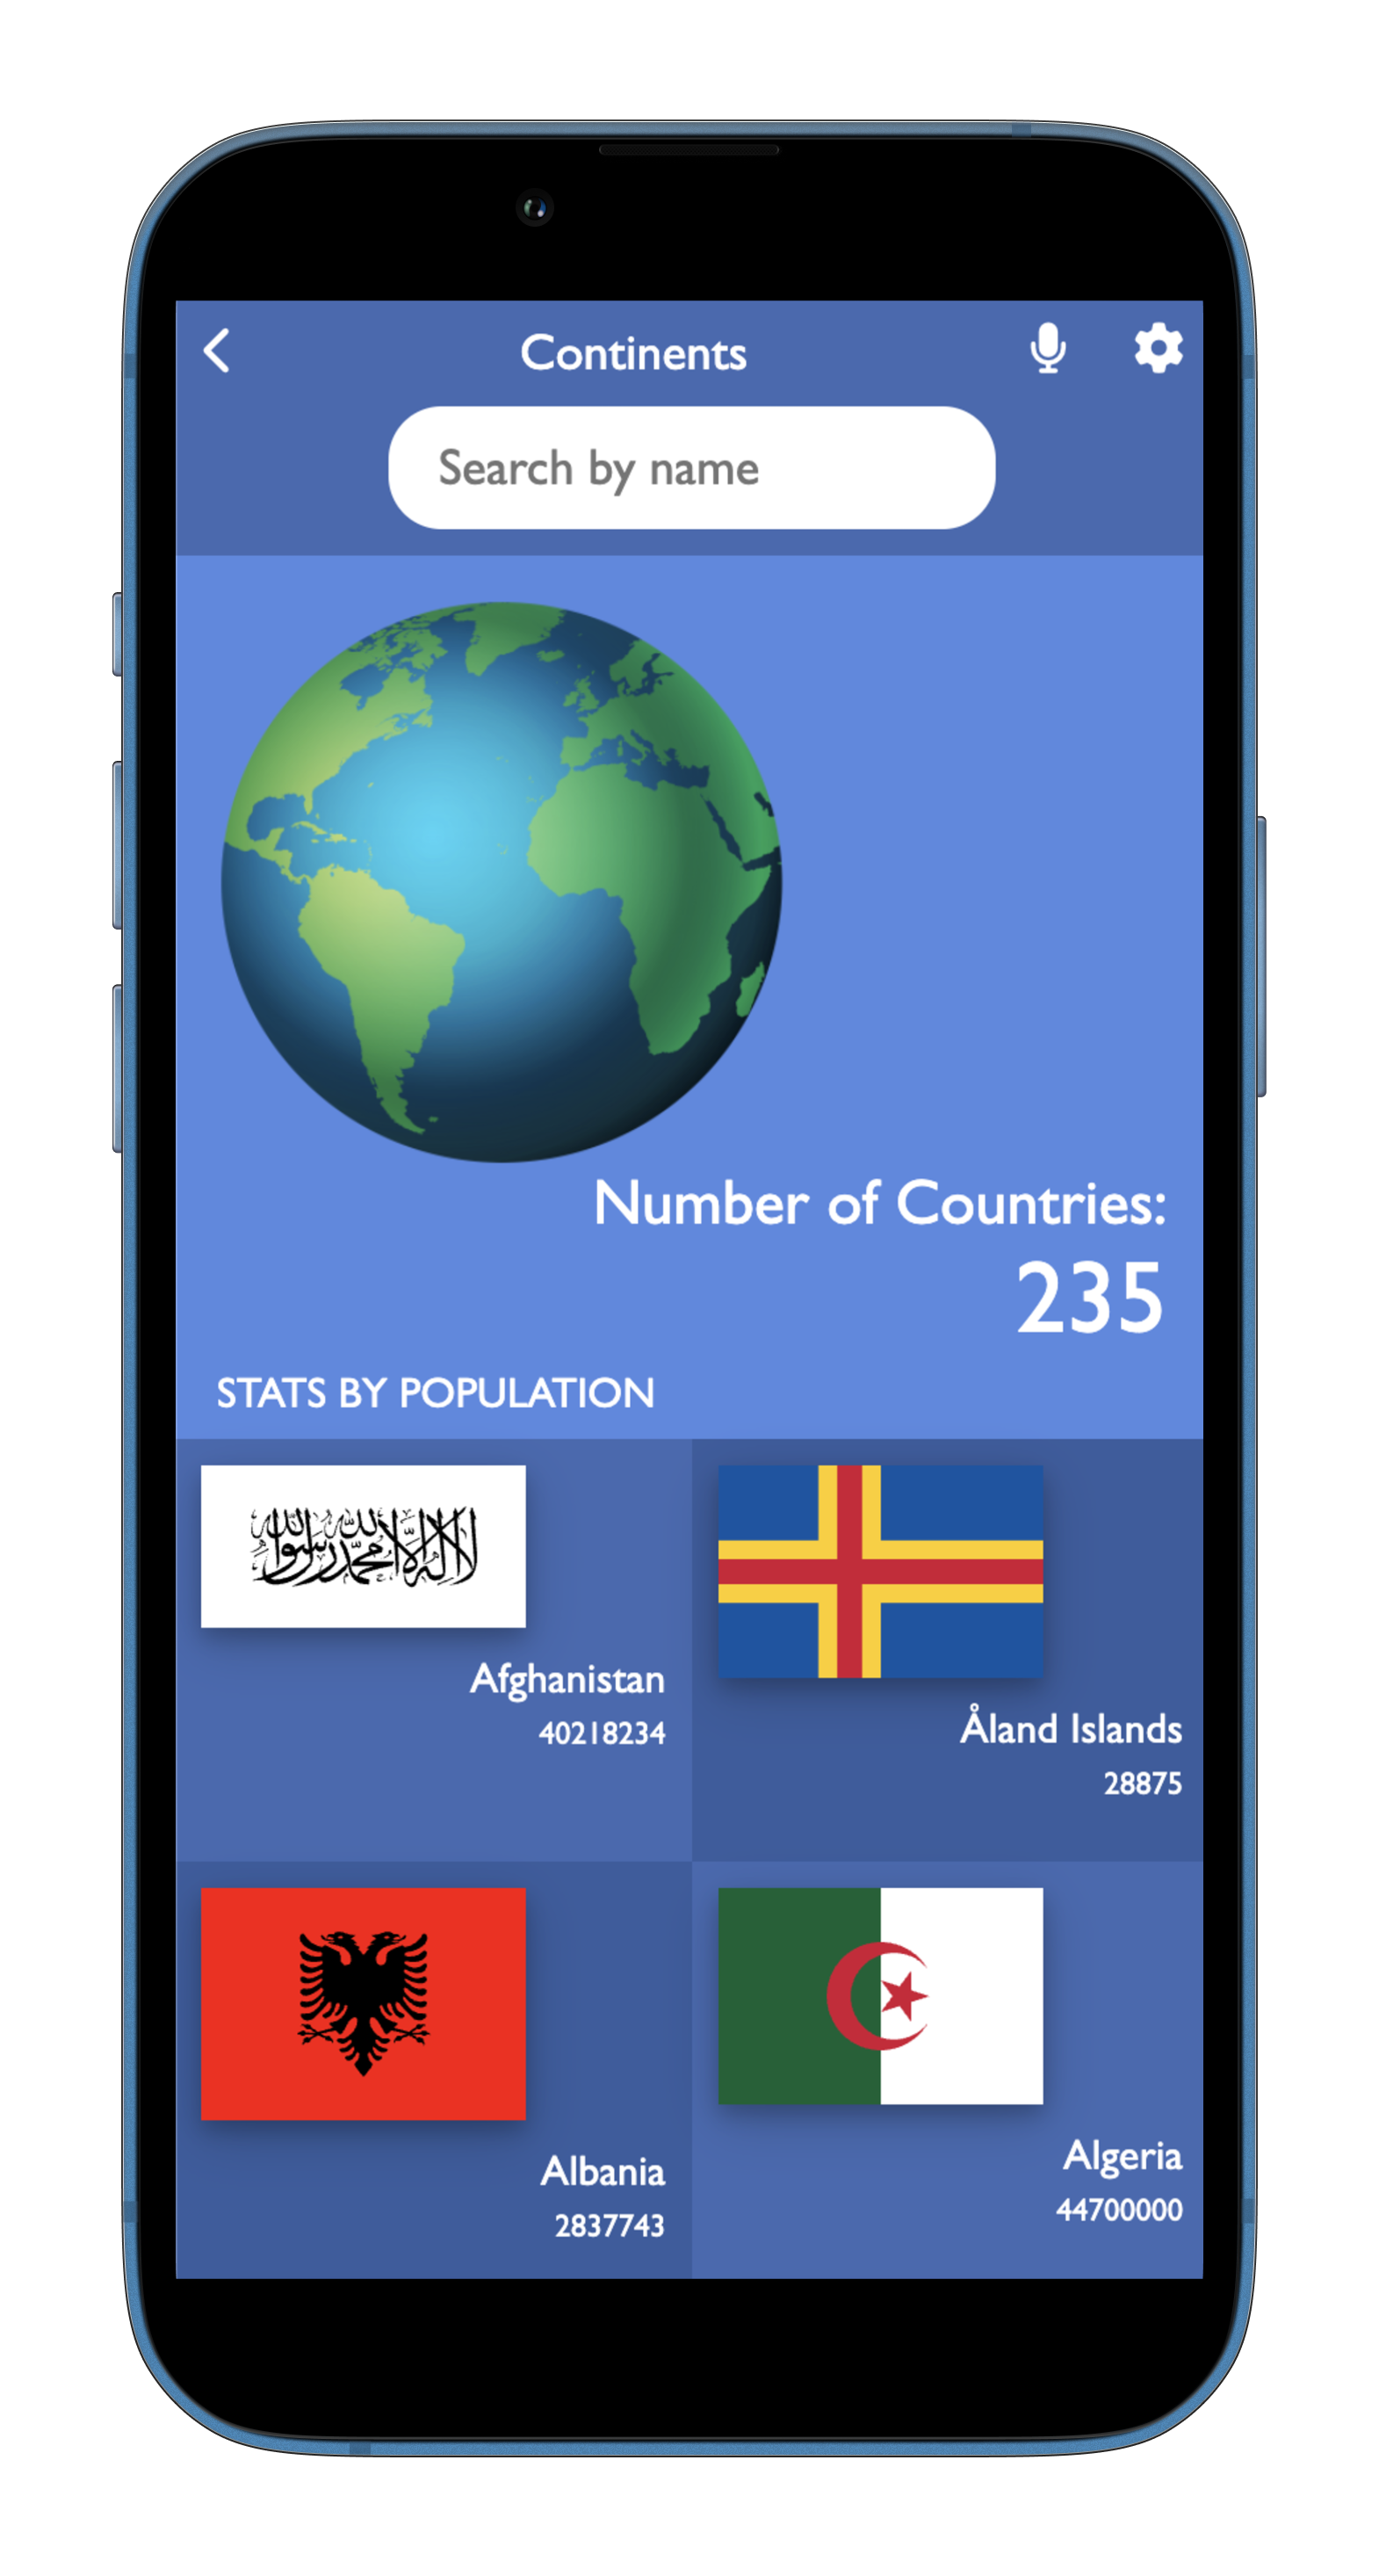 Continents
Search by name
Number of Countries:
235
STATS BY POPULATION
لا إله إلا الله محمد رسول الله
Afghanistan
40218234
Åland Islands
28875
Albania
2837743
Algeria
44700000